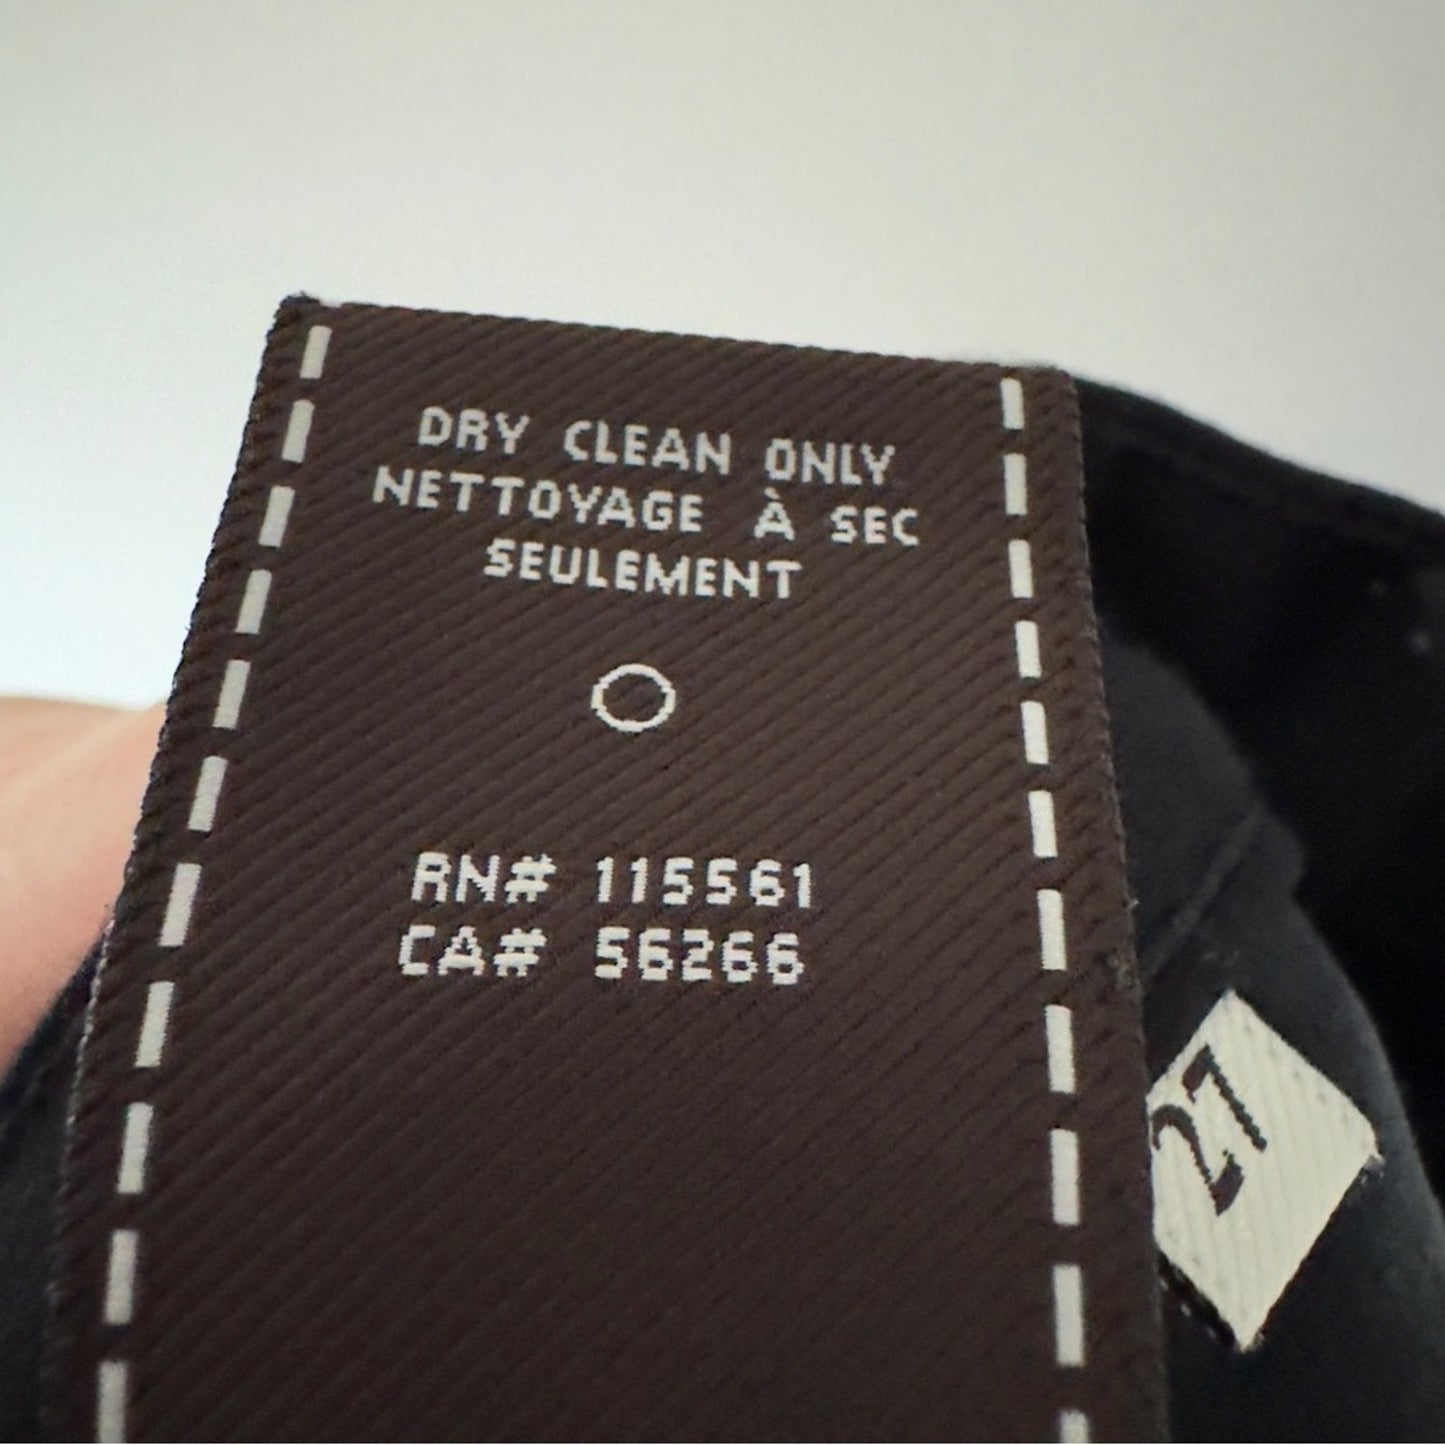 DRY CLEAN ONLY
NETTOYAGE À SEC
SEULEMENT
RN# 115561
CA# 56266
27